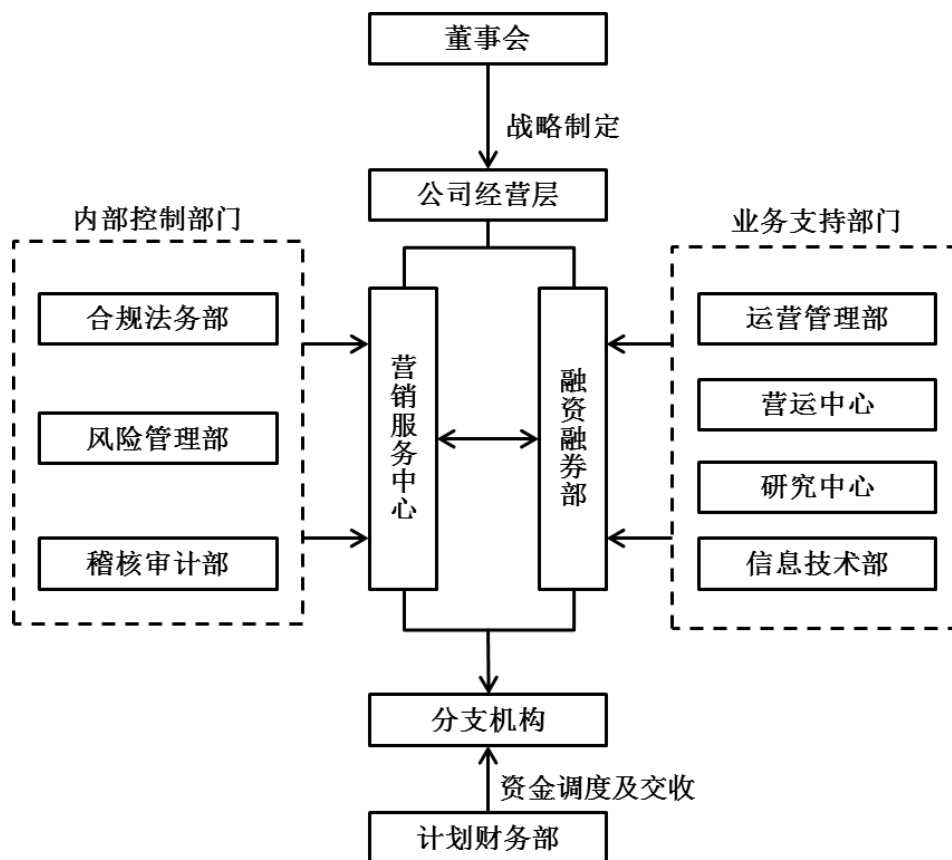 董事会
战略制定
公司经营层
内部控制部门
合规法务部
风险管理部
稽核审计部
营销服务中心
融资融券部
业务支持部门
运营管理部
营运中心
研究中心
信息技术部
分支机构
资金调度及交收
计划财务部